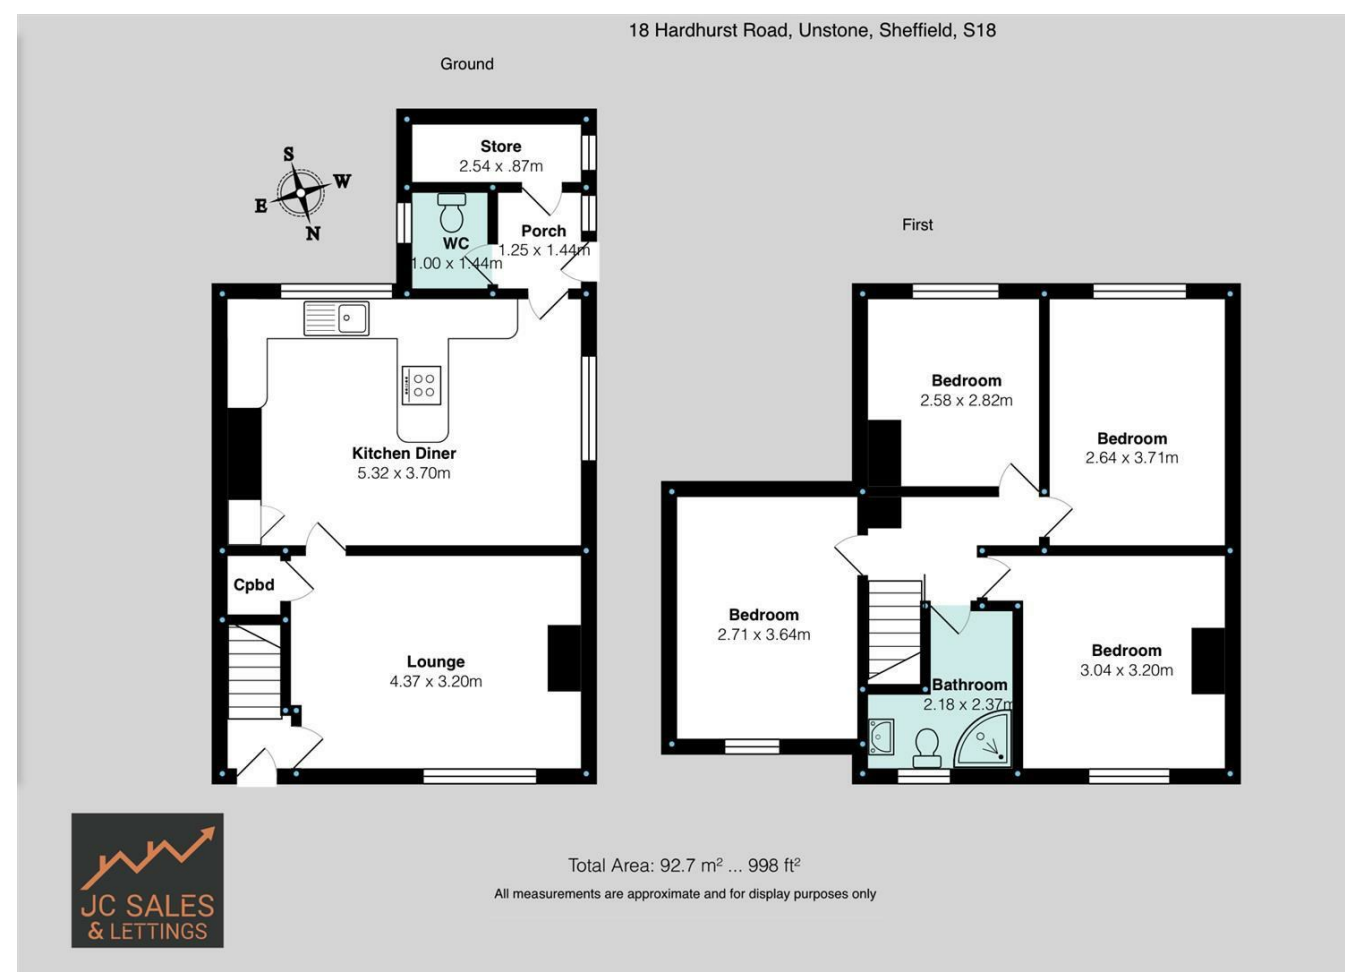 18 Hardhurst Road, Unstone, Sheffield, S18
Ground
S
W
E
N
Store
2.54 x .87m
Porch
1.25 x 1.44m
WC
1.00 x 1.44m
Kitchen Diner
5.32 x 3.70m
Cpbd
Lounge
4.37 x 3.20m
First
Bedroom
2.58 x 2.82m
Bedroom
2.64 x 3.71m
Bedroom
2.71 x 3.64m
Bedroom
3.04 x 3.20m
Bathroom
2.18 x 2.37m
Total Area: 92.7 m² ... 998 ft²
All measurements are approximate and for display purposes only
JC SALES
& LETTINGS